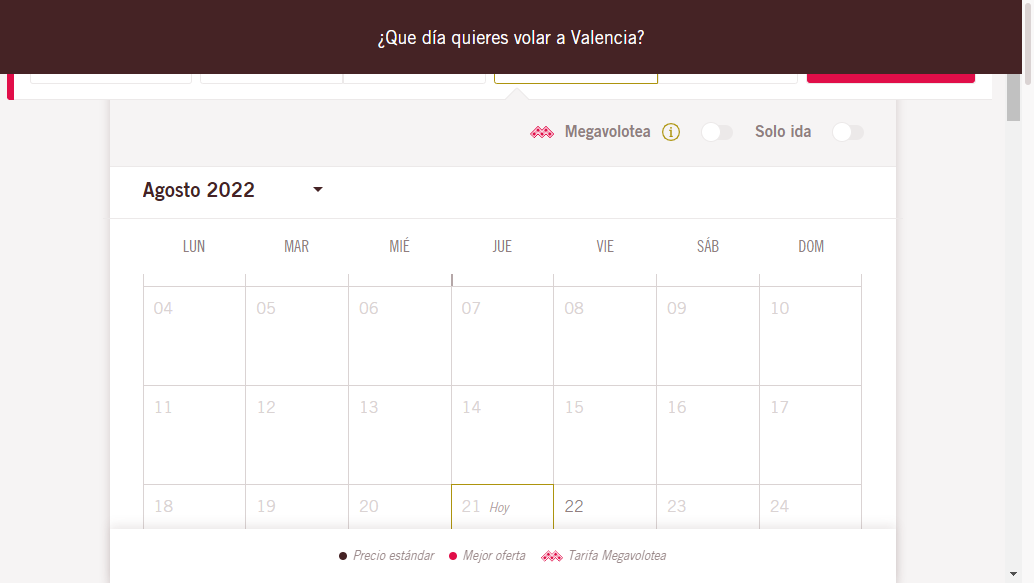 ¿Que día quieres volar a Valencia?
Megavolotea i Solo ida
Agosto 2022
LUN MAR MIÉ JUE VIE SÁB DOM
04 05 06 07 08 09 10
11 12 13 14 15 16 17
18 19 20 21 Hoy 22 23 24
Precio estándar Mejor oferta Tarifa Megavolotea